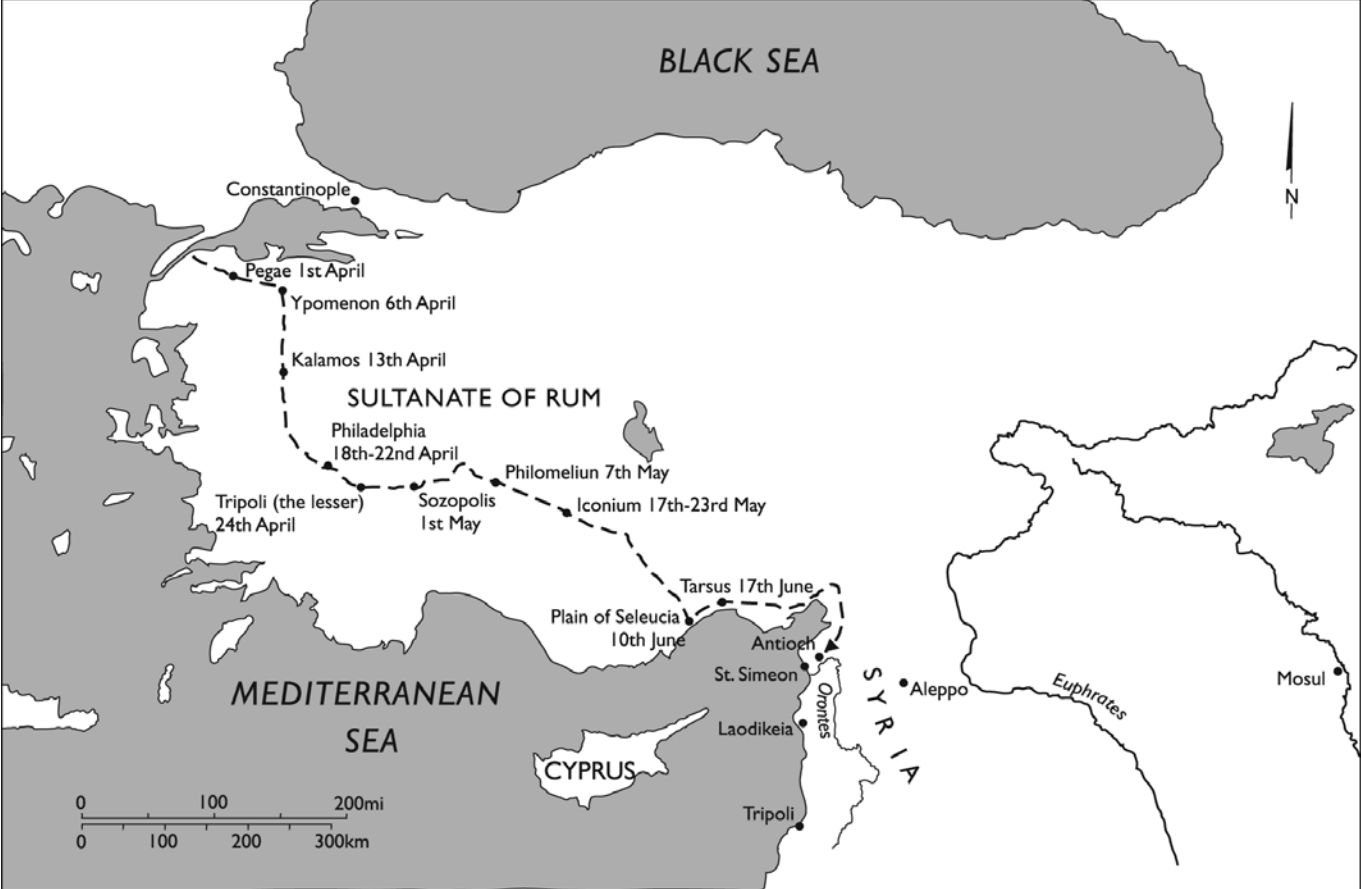 BLACK SEA
N
Constantinople
Pegae 1st April
Ypomenon 6th April
Kalamos 13th April
SULTANATE OF RUM
Philadelphia
18th-22nd April
Tripoli (the lesser)
24th April
Sozopolis
1st May
Philomeliun 7th May
Iconium 17th-23rd May
Tarsus 17th June
Plain of Seleucia
10th June
Antioch
St. Simeon
Orontes
SYRIA
Aleppo
Euphrates
Mosul
Laodikeia
MEDITERRANEAN
SEA
CYPRUS
Tripoli
0 100 200mi
0 100 200 300km